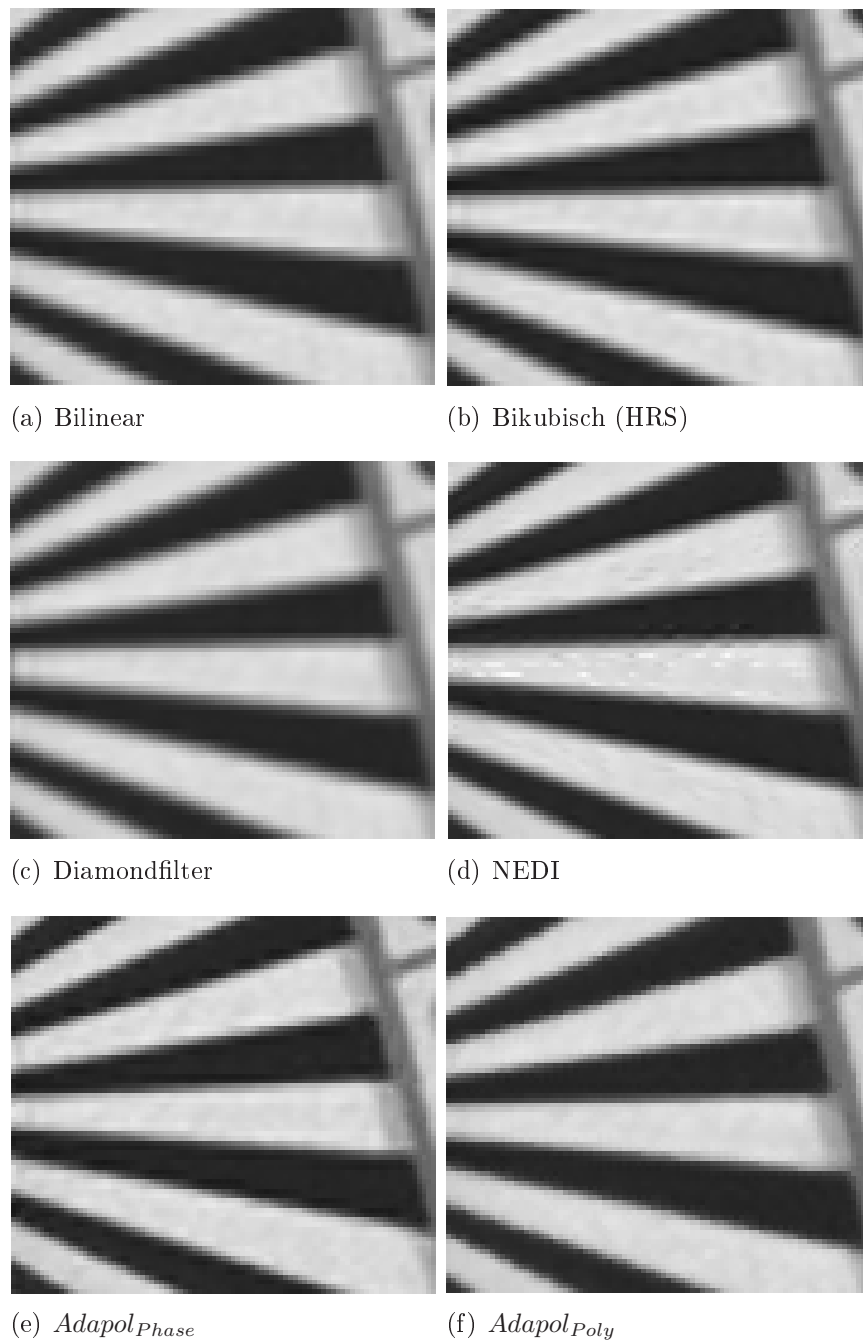 (a) Bilinear
(b) Bikubisch (HRS)
(c) Diamondfilter
(d) NEDI
(e) Adapol_Phase
(f) Adapol_Poly